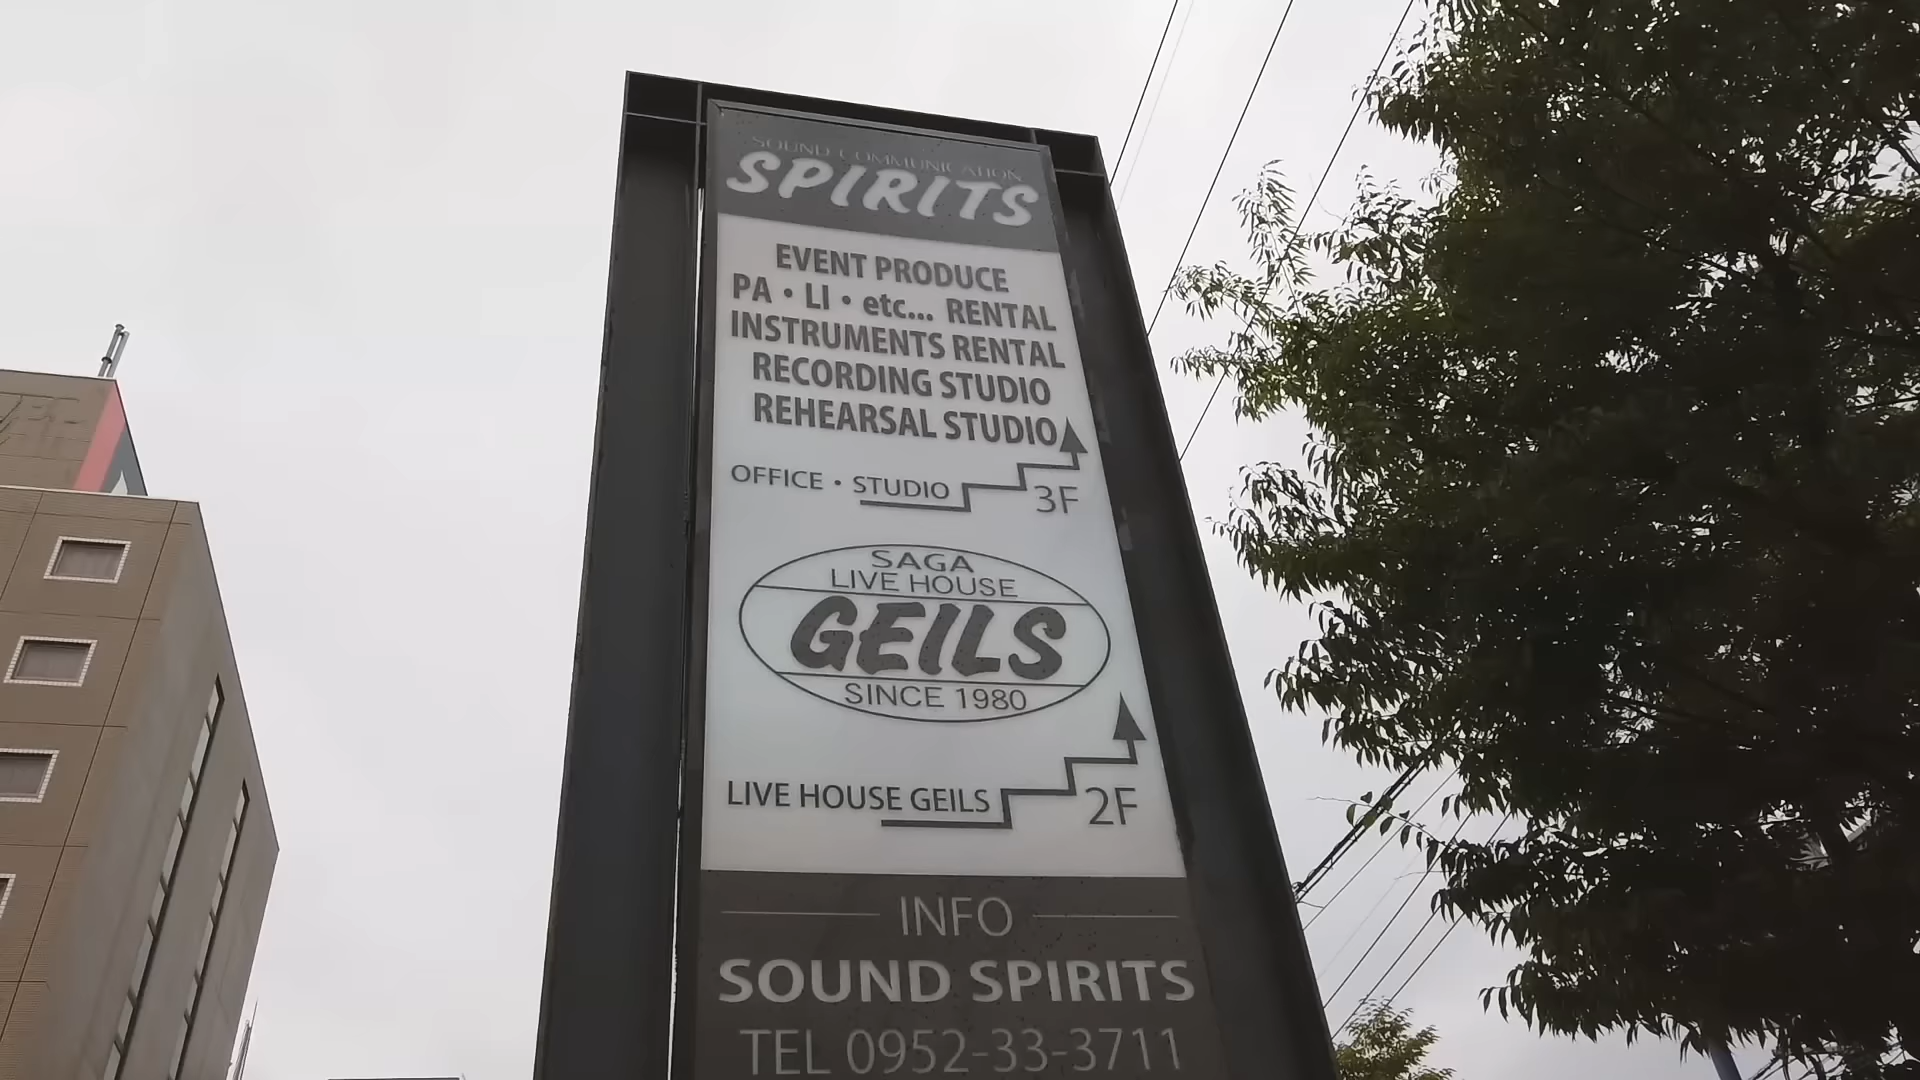 SOUND COMMUNICATION
SPIRITS
EVENT PRODUCE
PA・LI・etc... RENTAL
INSTRUMENTS RENTAL
RECORDING STUDIO
REHEARSAL STUDIO
OFFICE・STUDIO
3F
SAGA
LIVE HOUSE
GEILS
SINCE 1980
LIVE HOUSE GEILS
2F
INFO
SOUND SPIRITS
TEL 0952-33-3711